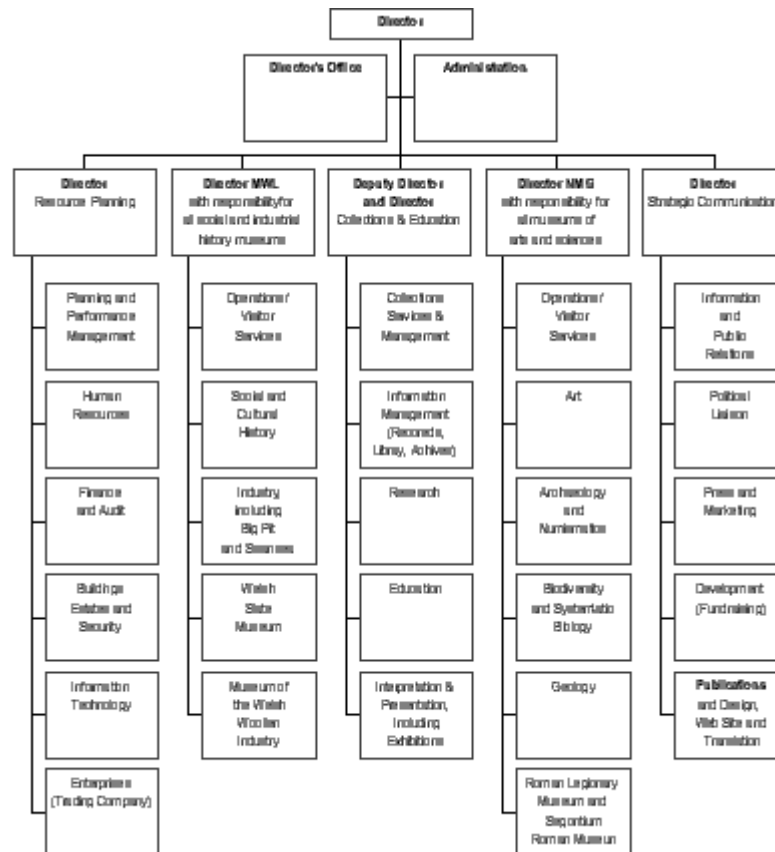 Director
Director's Office
Administration
Director
Resource Planning
Director MWL
with responsibility for
all social and industrial
history museums
Deputy Director
and Director
Collections & Education
Director NMG
with responsibility for
all museums of
arts and sciences
Director
Strategic Communication
Planning and
Performance
Management
Human
Resources
Finance
and Audit
Buildings
Estates and
Security
Information
Technology
Enterprises
(Trading Company)
Operations/
Visitor
Services
Social and
Cultural
History
Industry,
including
Big Pit
and Swansea
Welsh
Slate
Museum
Museum of
the Welsh
Woollen
Industry
Collections
Services &
Management
Information
Management
(Records,
Library, Achives)
Research
Education
Interpretation &
Presentation,
Including
Exhibitions
Operations/
Visitor
Services
Art
Archaeology
and
Numismatics
Biodiversity
and Systematic
Biology
Geology
Roman Legionary
Museum and
Segontium
Roman Museum
Information
and
Public
Relations
Political
Liaison
Press and
Marketing
Development
(Fundraising)
Publications
and Design,
Web Site and
Translation